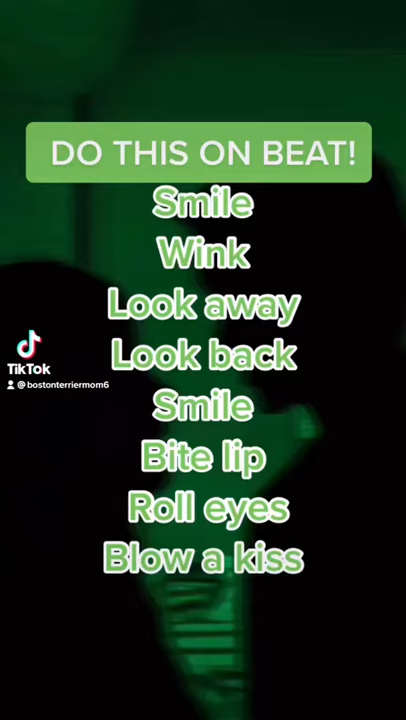 DO THIS ON BEAT!
Smile
Wink
Look away
Look back
Smile
Bite lip
Roll eyes
Blow a kiss
TikTok
@bostonterriermom6